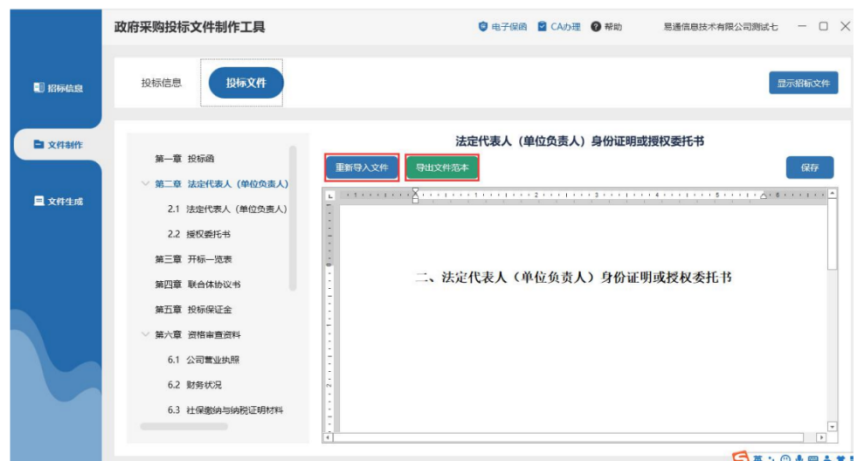 政府采购投标文件制作工具
电子保函 CA办理 帮助 易通信息技术有限公司测试七
招标信息
文件制作
文件生成
投标信息 投标文件 显示招标文件
第一章 投标函
第二章 法定代表人（单位负责人）
2.1 法定代表人（单位负责人）
2.2 授权委托书
第三章 开标一览表
第四章 联合体协议书
第五章 投标保证金
第六章 资格审查资料
6.1 公司营业执照
6.2 财务状况
6.3 社保缴纳与纳税证明材料
法定代表人（单位负责人）身份证明或授权委托书
重新导入文件 导出文件范本 保存
二、法定代表人（单位负责人）身份证明或授权委托书
英